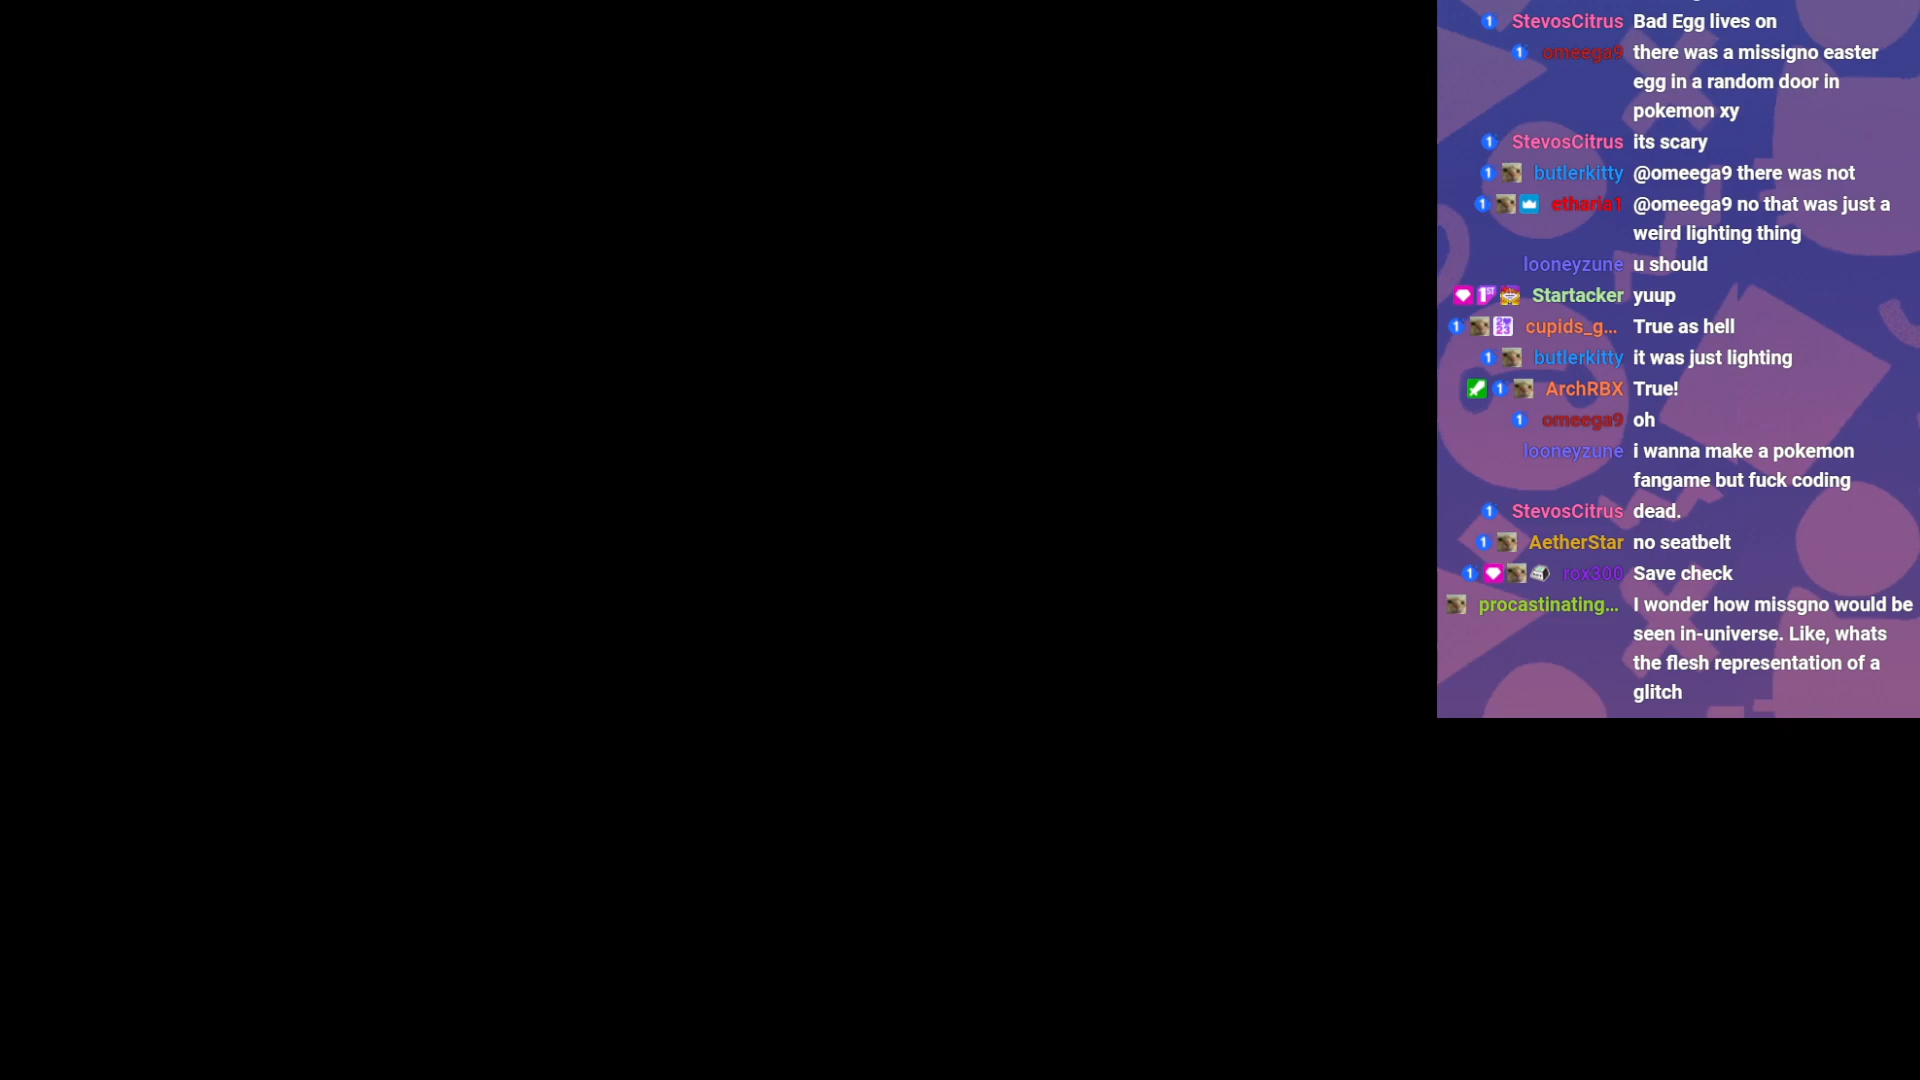 StevosCitrus Bad Egg lives on
omeega9 there was a missigno easter
egg in a random door in
pokemon xy
StevosCitrus its scary
butlerkitty @omeega9 there was not
etharia1 @omeega9 no that was just a
weird lighting thing
looneyzune u should
Startacker yuup
cupids_g... True as hell
butlerkitty it was just lighting
ArchRBX True!
omeega9 oh
looneyzune i wanna make a pokemon
fangame but fuck coding
StevosCitrus dead.
AetherStar no seatbelt
rox300 Save check
procastinating... I wonder how missgno would be
seen in-universe. Like, whats
the flesh representation of a
glitch